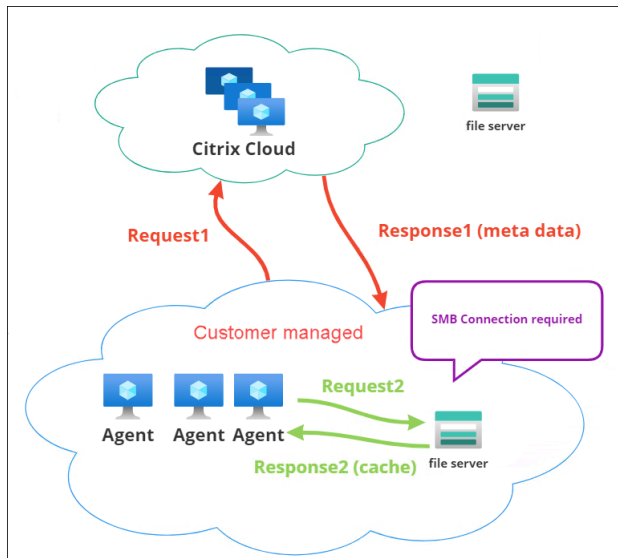 Citrix Cloud
file server
Request1
Response1 (meta data)
SMB Connection required
Customer managed
Agent
Agent
Agent
Request2
Response2 (cache)
file server